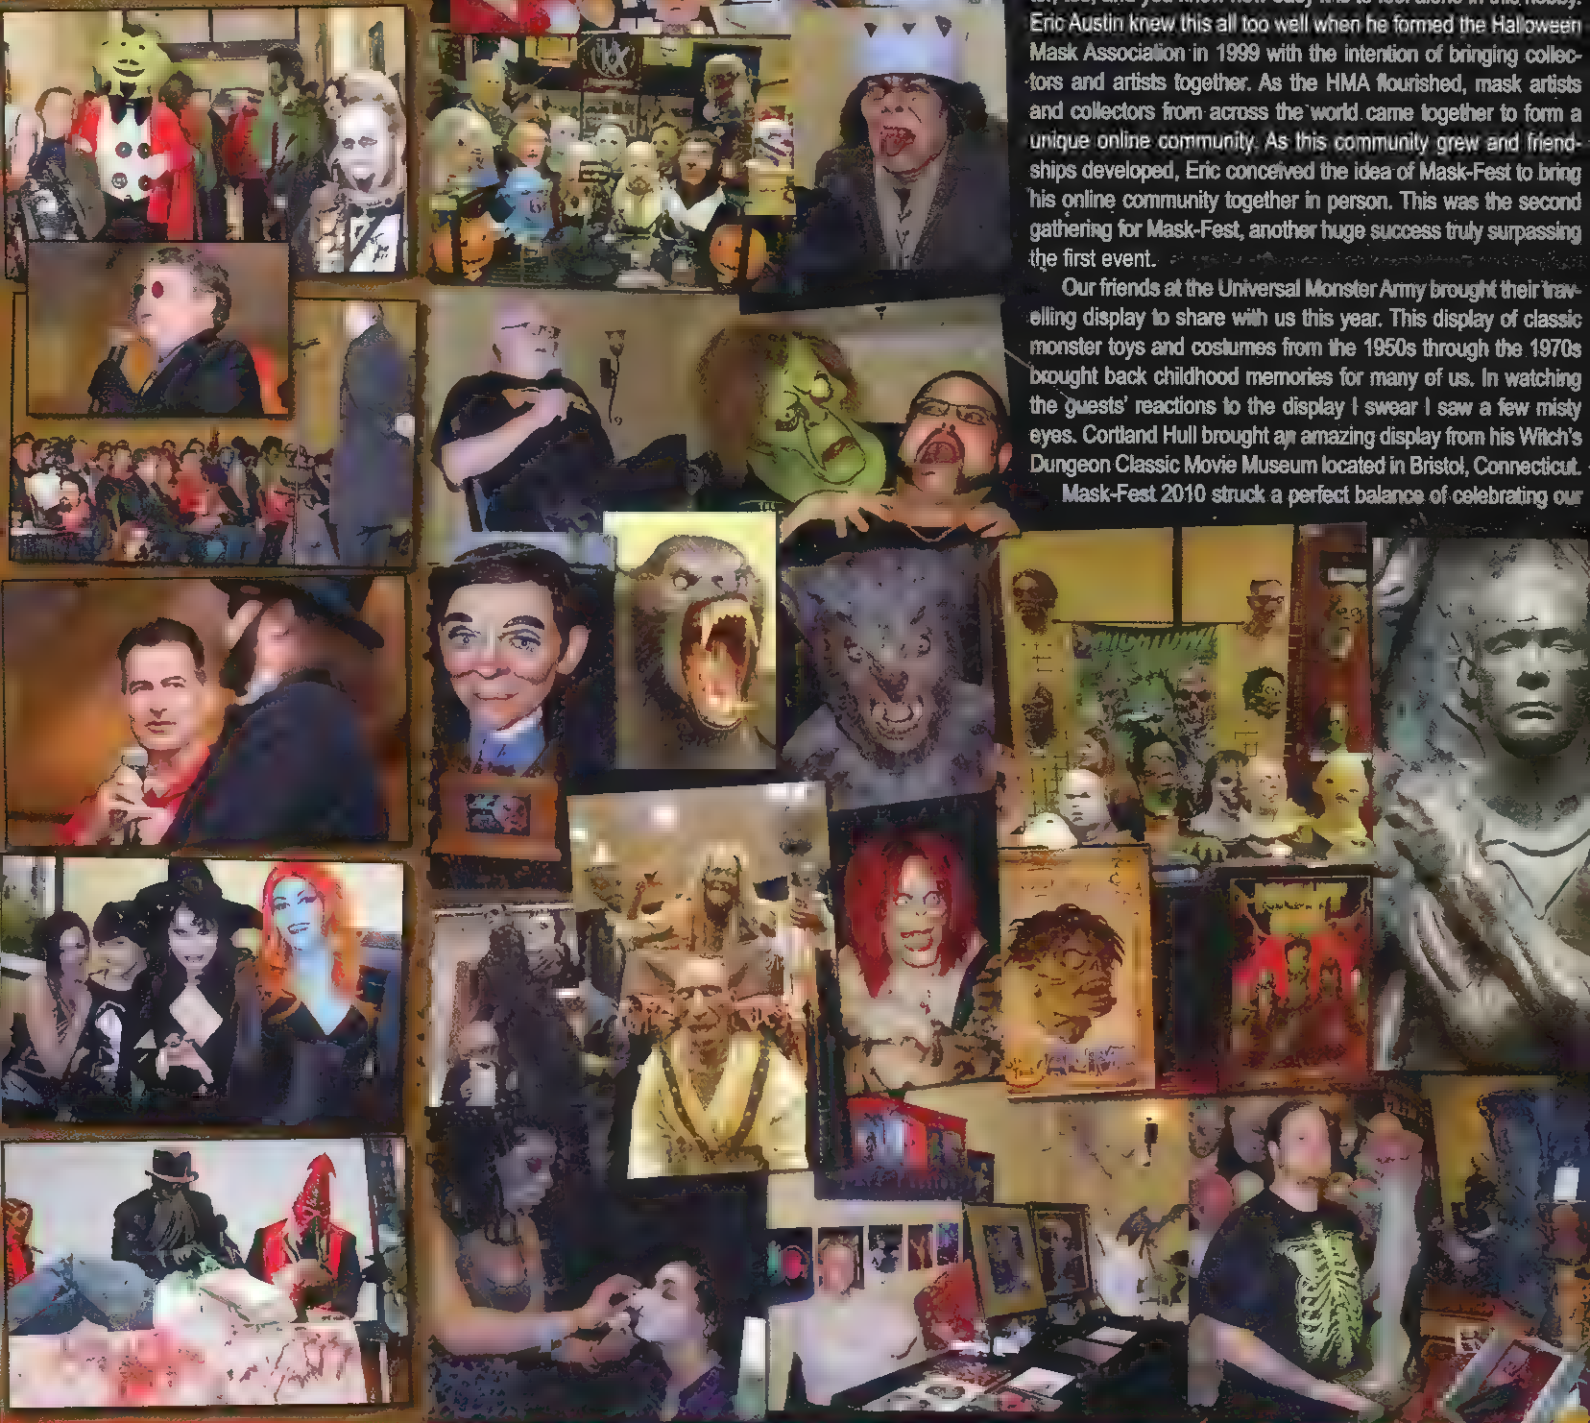 Eric Austin knew this all too well when he formed the Halloween
Mask Association in 1999 with the intention of bringing collec-
tors and artists together. As the HMA flourished, mask artists
and collectors from across the world came together to form a
unique online community. As this community grew and friend-
ships developed, Eric conceived the idea of Mask-Fest to bring
his online community together in person. This was the second
gathering for Mask-Fest, another huge success truly surpassing
the first event.
Our friends at the Universal Monster Army brought their trav-
elling display to share with us this year. This display of classic
monster toys and costumes from the 1950s through the 1970s
brought back childhood memories for many of us. In watching
the guests' reactions to the display I swear I saw a few misty
eyes. Cortland Hull brought an amazing display from his Witch's
Dungeon Classic Movie Museum located in Bristol, Connecticut.
Mask-Fest 2010 struck a perfect balance of celebrating our